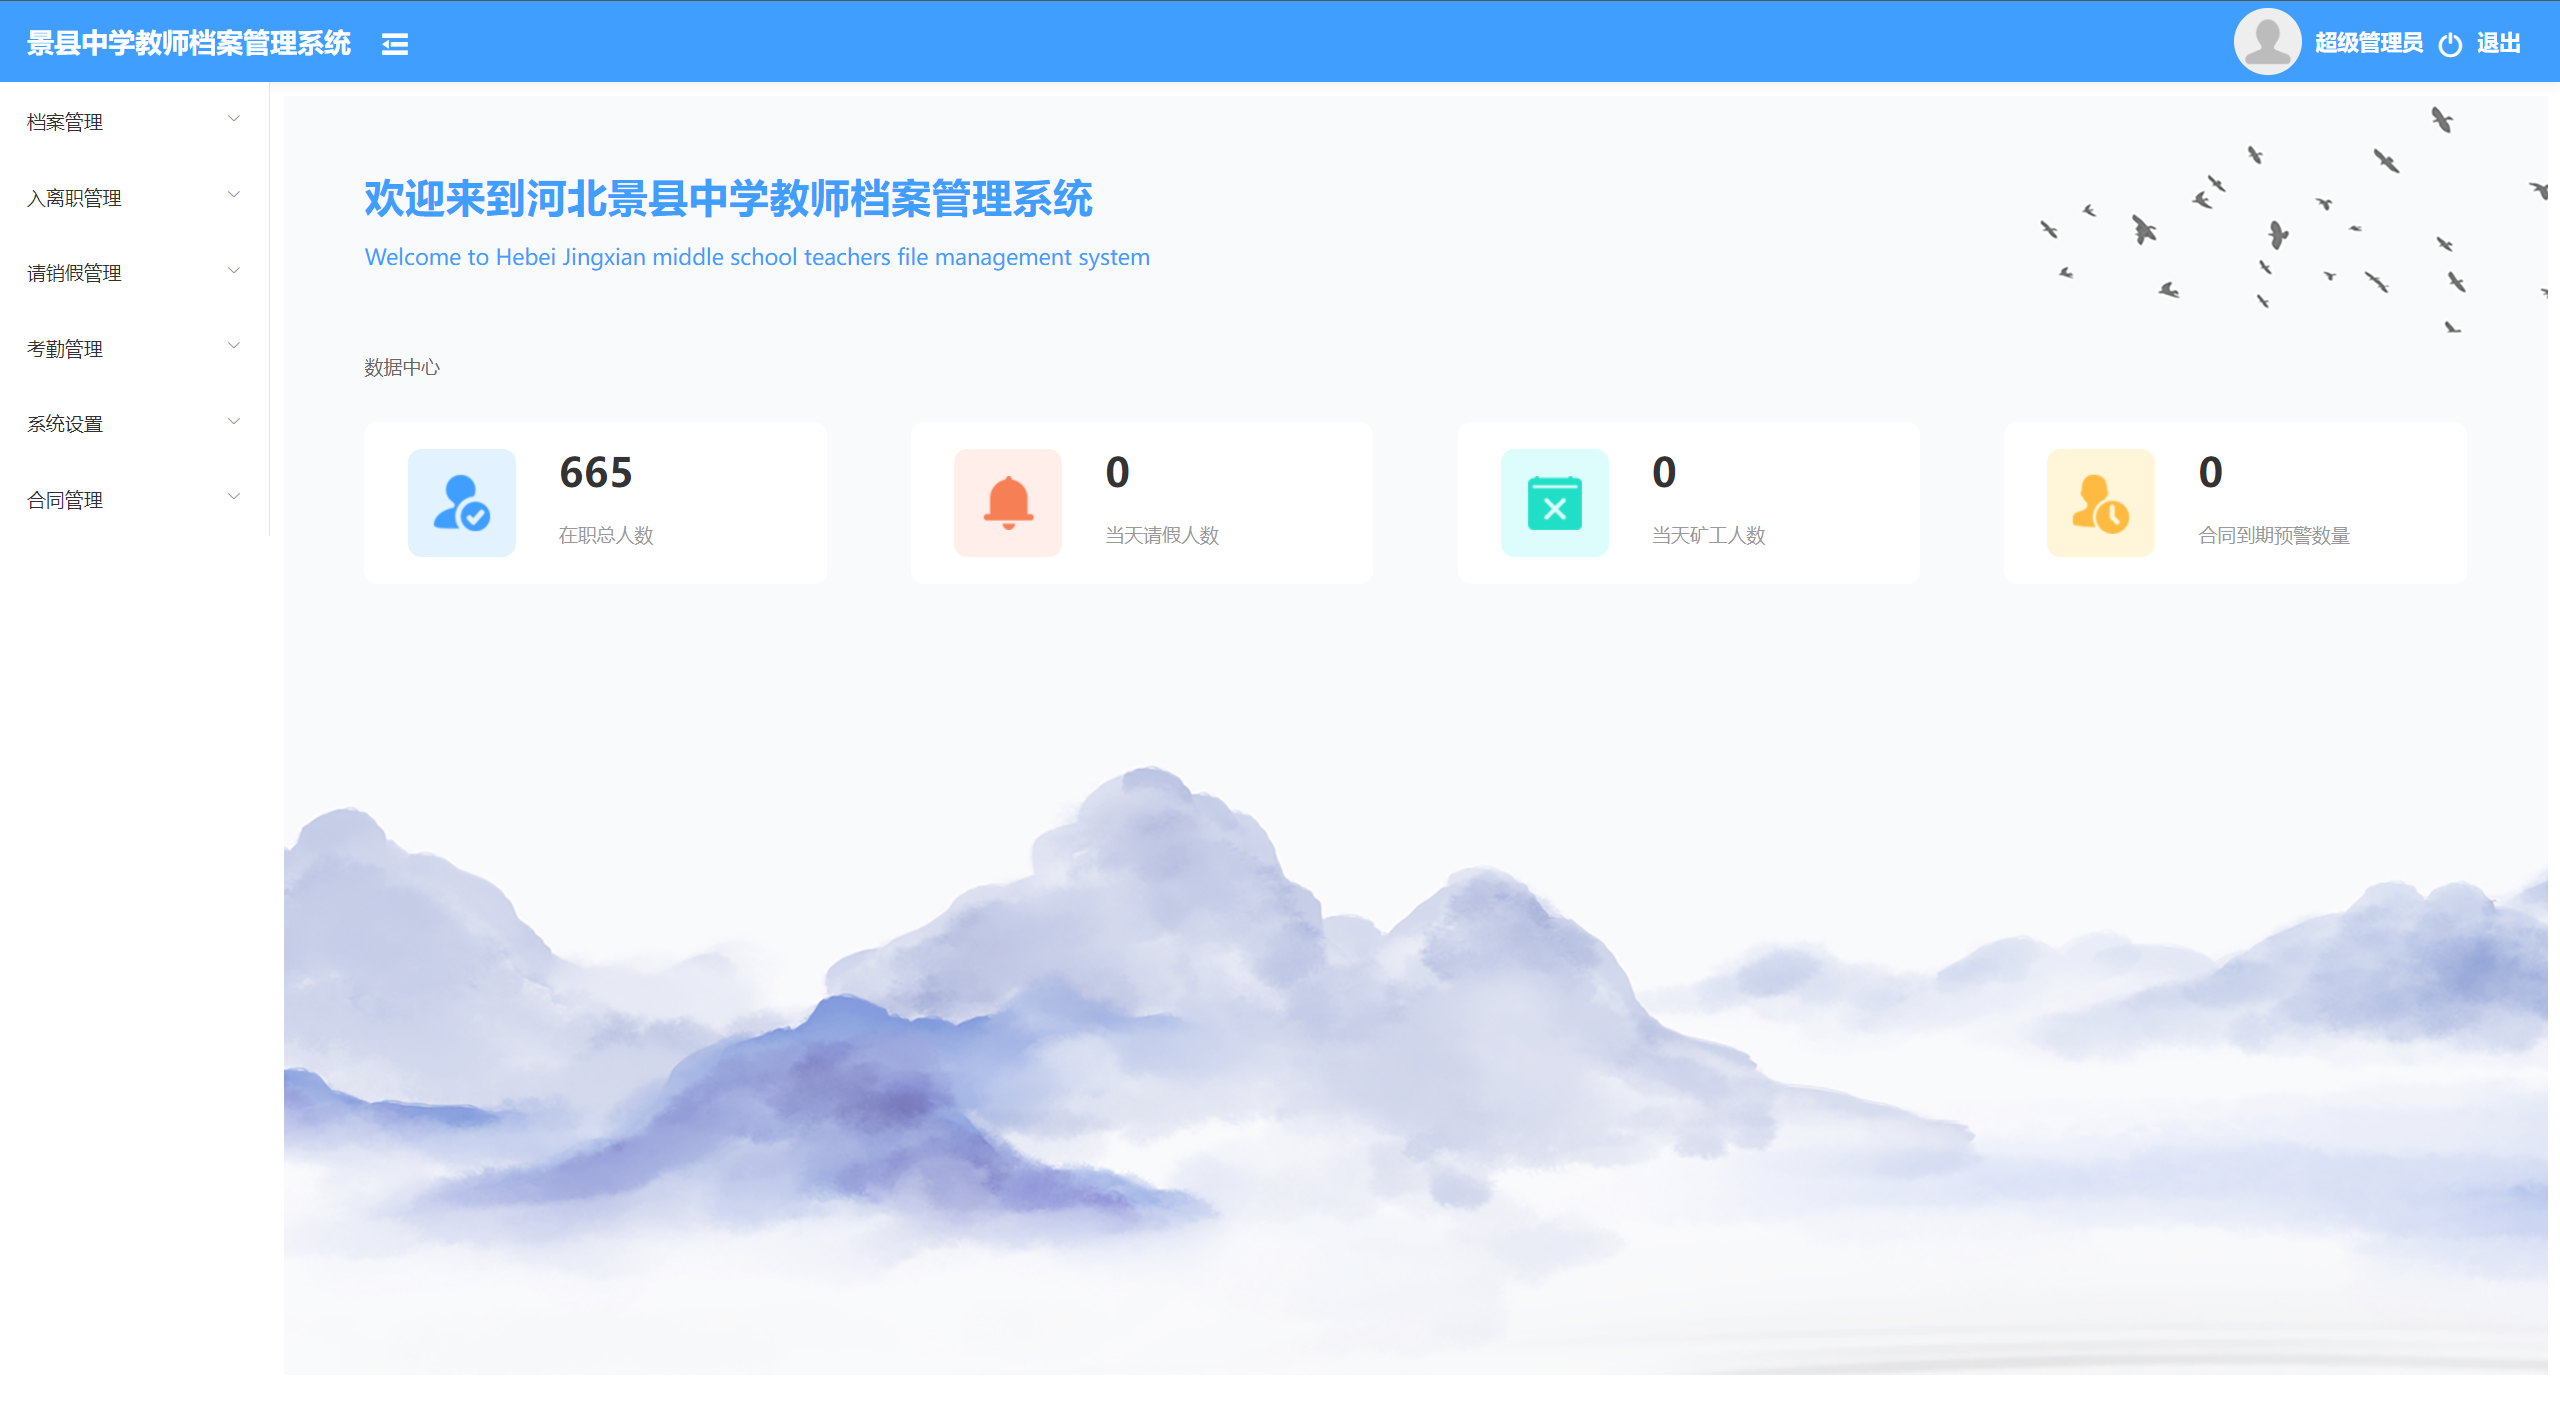 景县中学教师档案管理系统
超级管理员 退出
档案管理
入离职管理
请销假管理
考勤管理
系统设置
合同管理
欢迎来到河北景县中学教师档案管理系统
Welcome to Hebei Jingxian middle school teachers file management system
数据中心
665
在职总人数
0
当天请假人数
0
当天矿工人数
0
合同到期预警数量